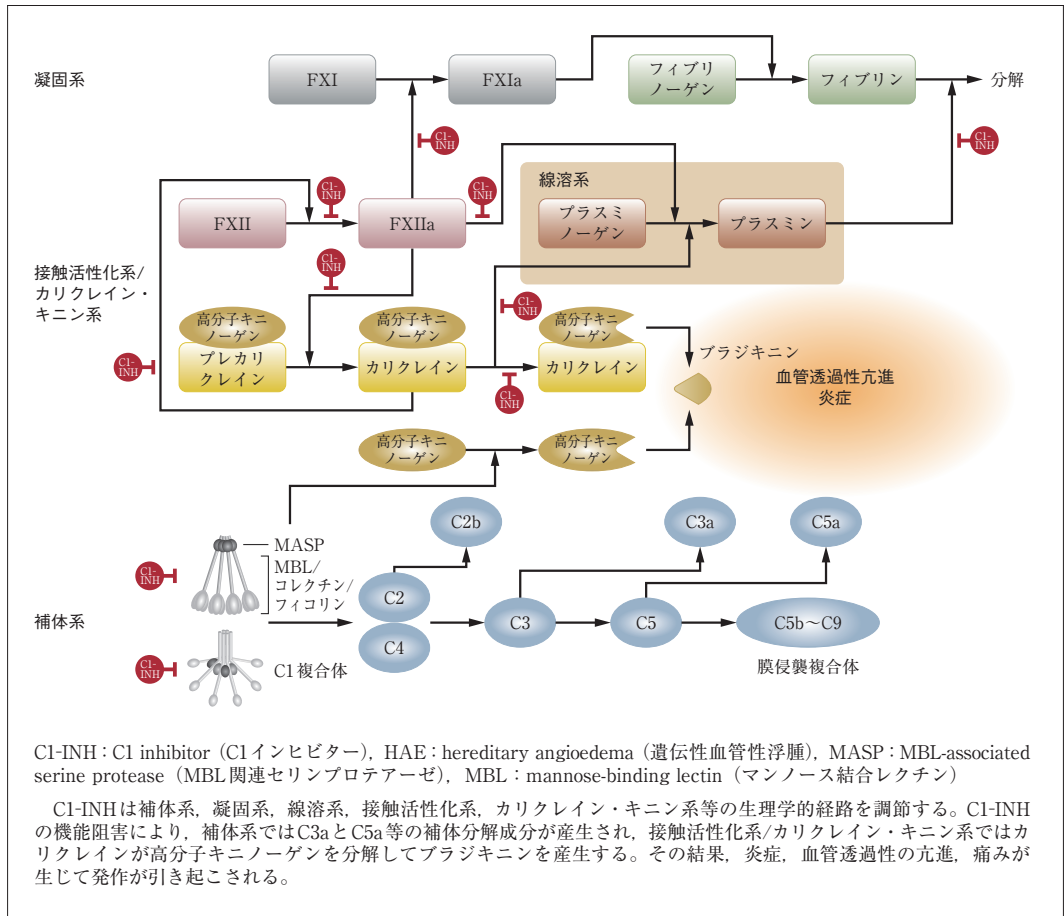 凝固系
FXI
FXIa
フィブリ
ノーゲン
フィブリン
分解
C1-
INH
C1-
INH
線溶系
C1-
INH
C1-
INH
FXII
FXIIa
プラスミ
ノーゲン
プラスミン
接触活性化系/
カリクレイン・
キニン系
C1-
INH
高分子キニ
ノーゲン
プレカリ
クレイン
高分子キニ
ノーゲン
カリクレイン
C1-
INH
高分子キニ
ノーゲン
カリクレイン
C1-
INH
C1-
INH
ブラジキニン
血管透過性亢進
炎症
高分子キニ
ノーゲン
高分子キニ
ノーゲン
補体系
C1-
INH
MASP
MBL/
コレクチン/
フィコリン
C1-
INH
C1複合体
C2b
C2
C4
C3a
C3
C5a
C5
C5b～C9
膜侵襲複合体
C1-INH：C1 inhibitor（C1インヒビター），HAE：hereditary angioedema（遺伝性血管性浮腫），MASP：MBL-associated
serine protease（MBL関連セリンプロテアーゼ），MBL：mannose-binding lectin（マンノース結合レクチン）
C1-INHは補体系，凝固系，線溶系，接触活性化系，カリクレイン・キニン系等の生理学的経路を調節する。C1-INH
の機能阻害により，補体系ではC3aとC5a等の補体分解成分が産生され，接触活性化系/カリクレイン・キニン系ではカ
リクレインが高分子キニノーゲンを分解してブラジキニンを産生する。その結果，炎症，血管透過性の亢進，痛みが
生じて発作が引き起こされる。